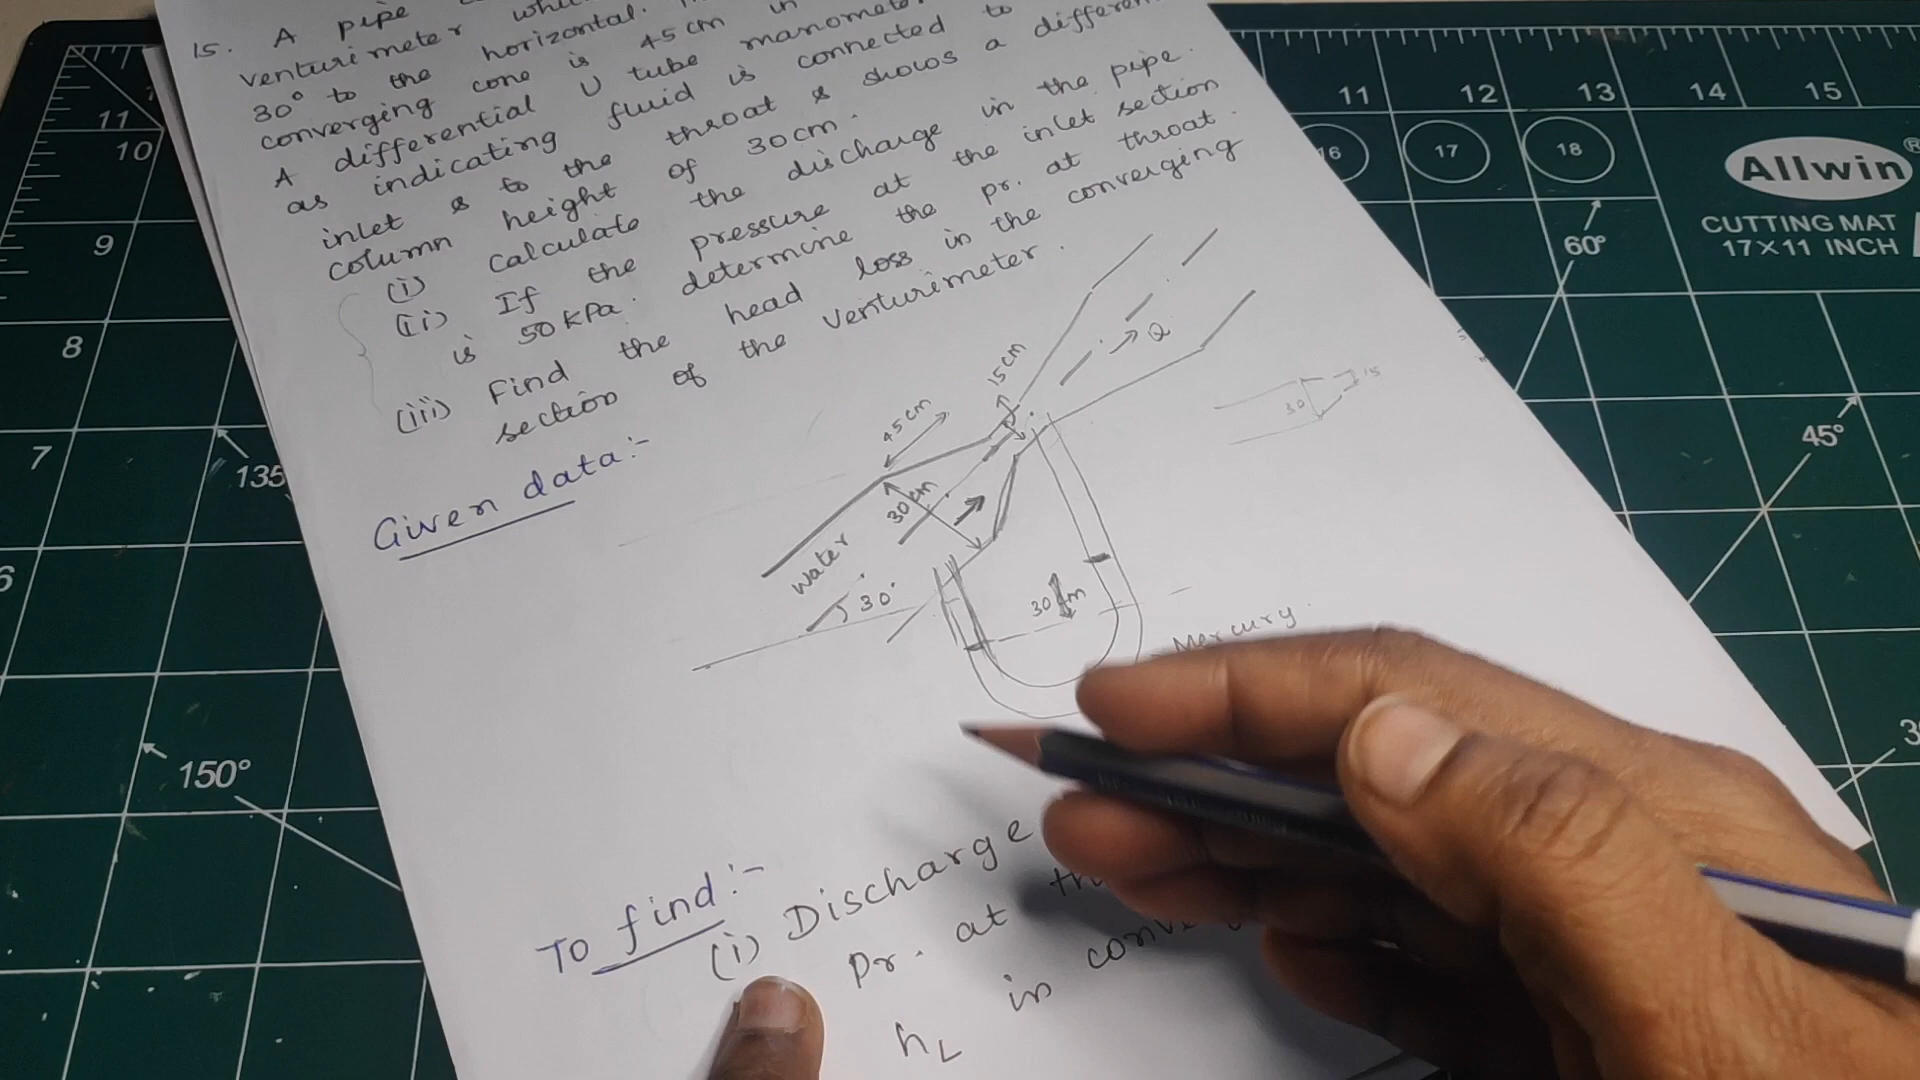 15. A pipe
venturimeter
30° to the horizontal.
converging cone is 45 cm in
A differential U tube manomete
as indicating fluid is connected to
inlet & to the throat & shows a differen
column height of 30 cm.
(i) Calculate the discharge in the pipe.
(ii) If the pressure at the inlet section
is 50 kPa. determine the pr. at throat.
(iii) Find the head loss in the converging
section of the venturimeter.
Given data:-
45 cm
15 cm
Q
30 cm
water
30°
30 cm
Mercury
30
15
To find:-
(i) Discharge
Pr. at
hL in
11
10
9
8
7
6
135
150°
11 12 13 14 15
16 17 18
Allwin®
CUTTING MAT
17×11 INCH
60°
45°